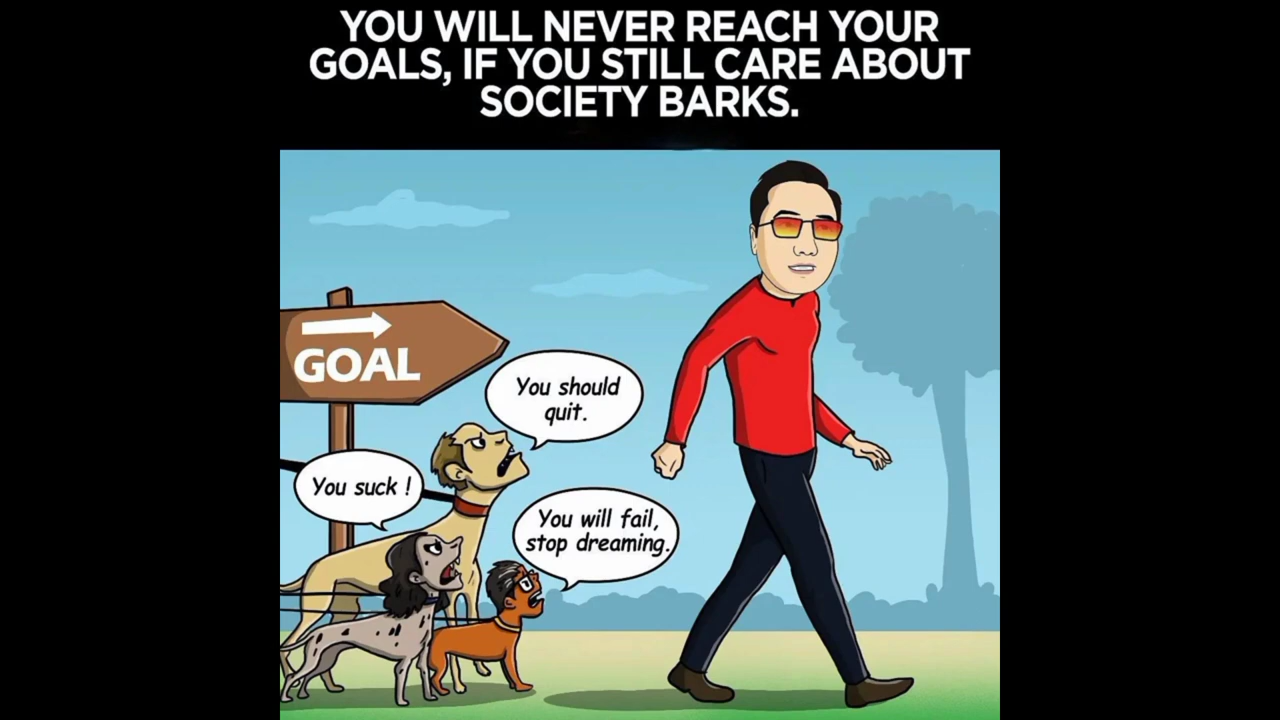 YOU WILL NEVER REACH YOUR
GOALS, IF YOU STILL CARE ABOUT
SOCIETY BARKS.
GOAL
You should
quit.
You suck !
You will fail,
stop dreaming.